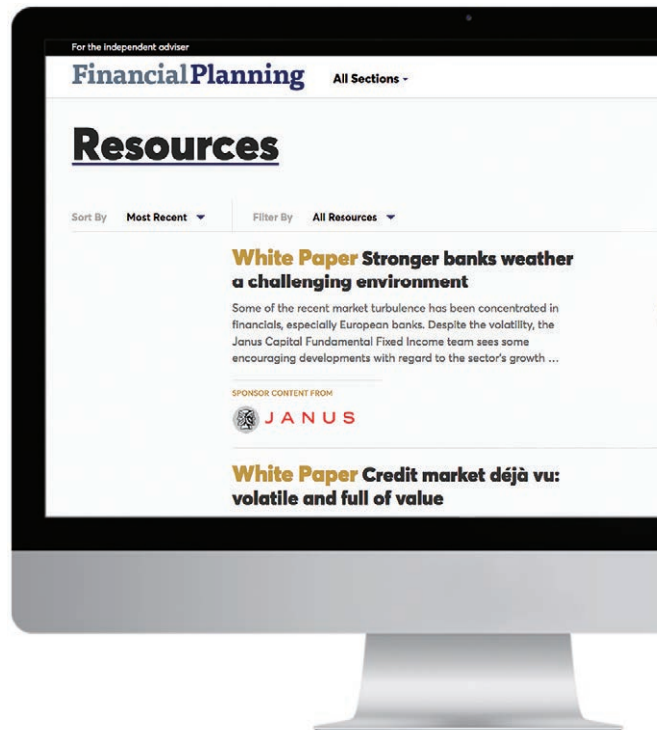 For the independent adviser
FinancialPlanning
All Sections -
Resources
Sort By Most Recent
Filter By All Resources
White Paper Stronger banks weather
a challenging environment
Some of the recent market turbulence has been concentrated in
financials, especially European banks. Despite the volatility, the
Janus Capital Fundamental Fixed Income team sees some
encouraging developments with regard to the sector's growth ...
SPONSOR CONTENT FROM
JANUS
White Paper Credit market déjà vu:
volatile and full of value